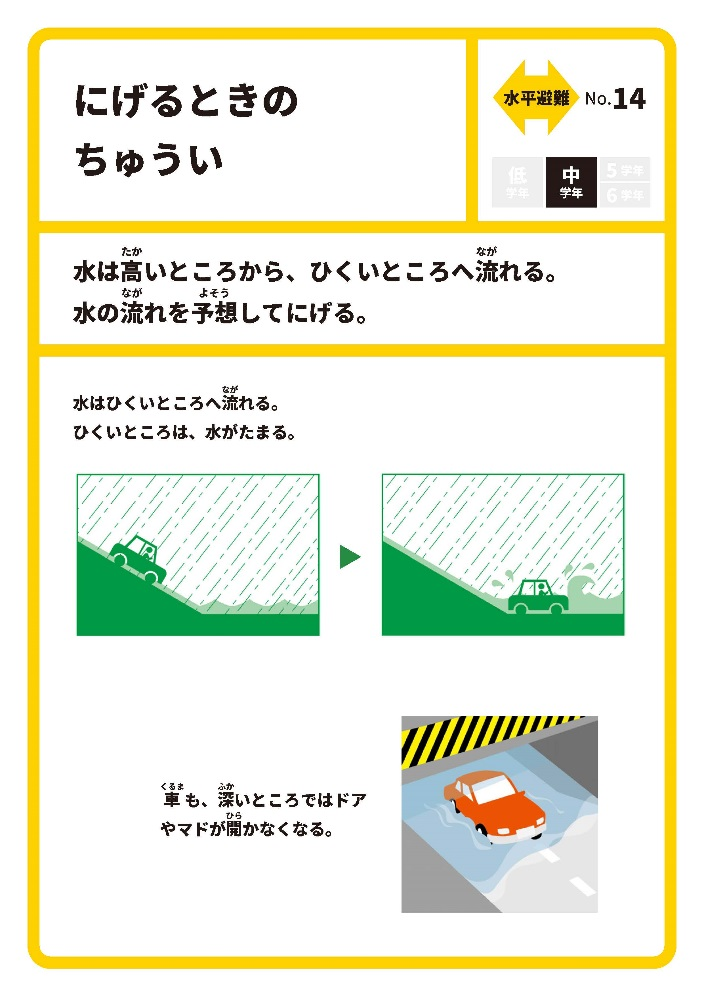 にげるときの
ちゅうい
水平避難 No.14
低学年 中学年 5学年 6学年
水は高いところから、ひくいところへ流れる。
水の流れを予想してにげる。
水はひくいところへ流れる。
ひくいところは、水がたまる。
車も、深いところではドア
やマドが開かなくなる。